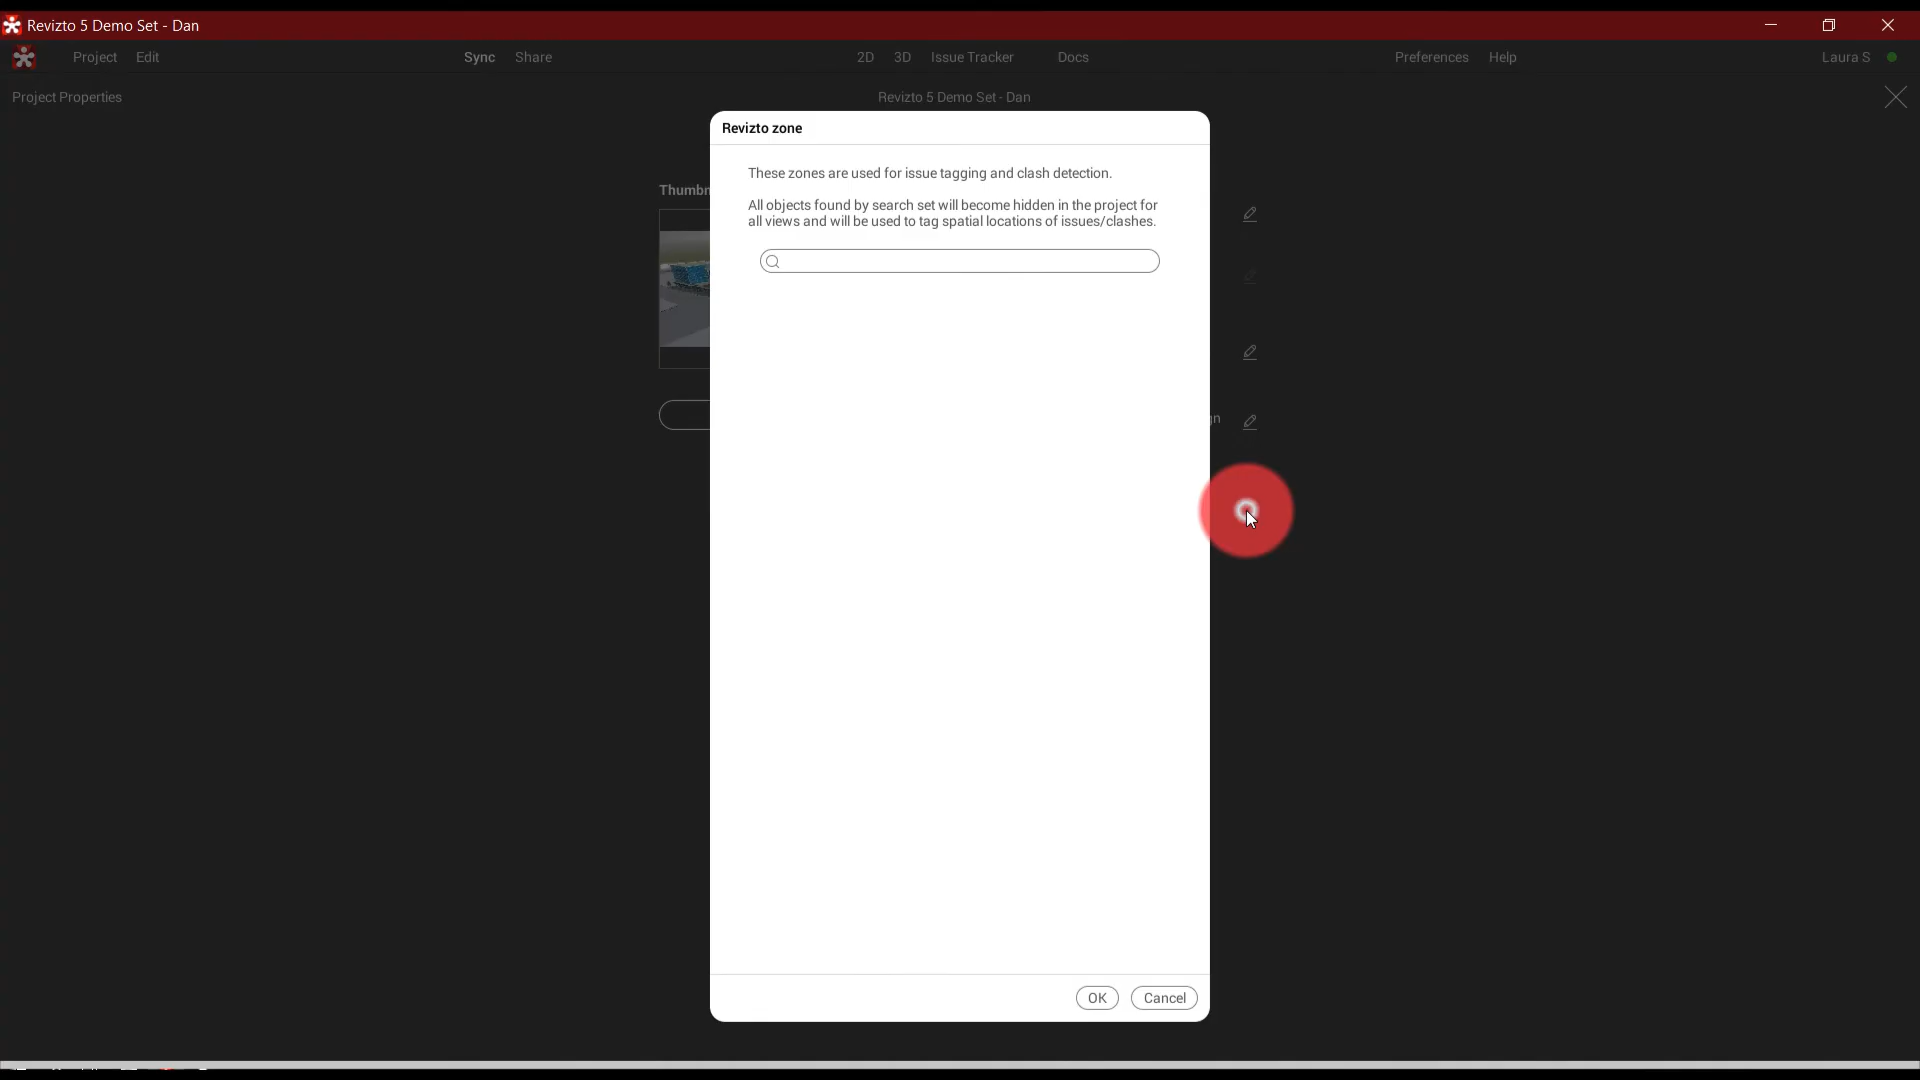 Revizto 5 Demo Set - Dan
Project Edit Sync Share 2D 3D Issue Tracker Docs Preferences Help Laura S
Project Properties Revizto 5 Demo Set - Dan
Revizto zone
These zones are used for issue tagging and clash detection.
Thumbn
All objects found by search set will become hidden in the project for
all views and will be used to tag spatial locations of issues/clashes.
gn
OK Cancel